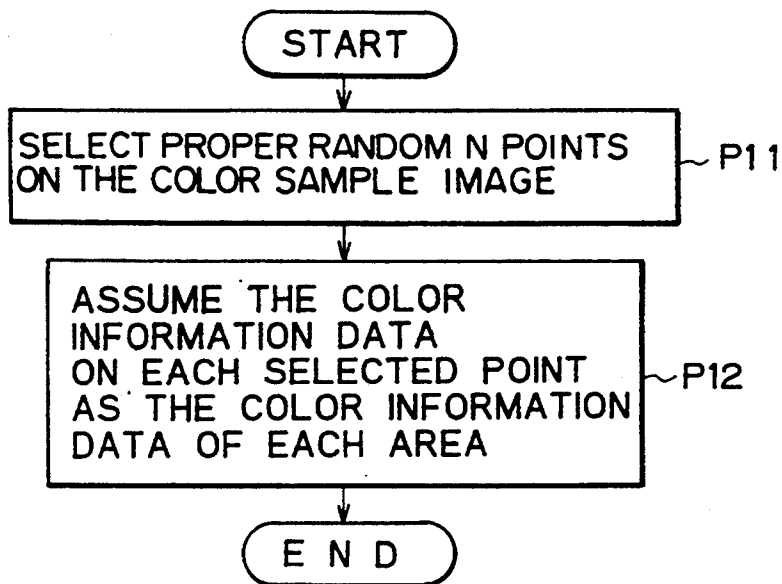 START
SELECT PROPER RANDOM N POINTS
ON THE COLOR SAMPLE IMAGE
P11
ASSUME THE COLOR
INFORMATION DATA
ON EACH SELECTED POINT
AS THE COLOR INFORMATION
DATA OF EACH AREA
P12
END